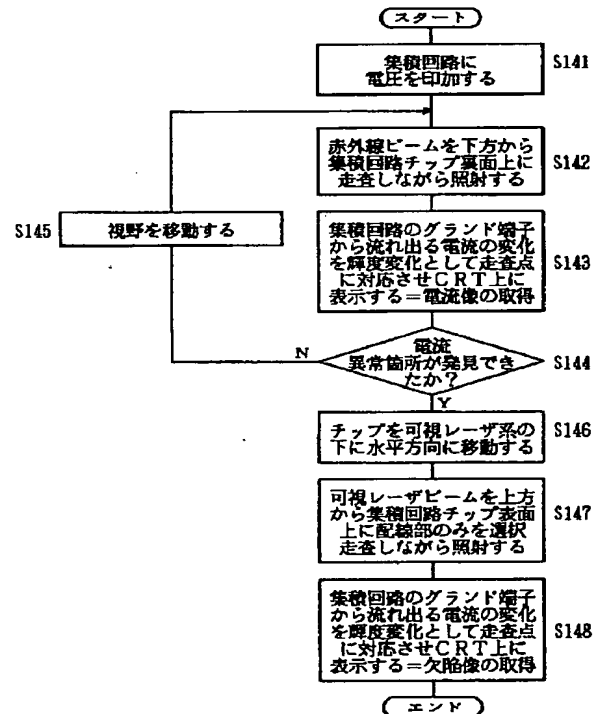 スタート
集積回路に
電圧を印加する
S141
赤外線ビームを下方から
集積回路チップ裏面上に
走査しながら照射する
S142
S145
視野を移動する
集積回路のグランド端子
から流れ出る電流の変化
を輝度変化として走査点
に対応させCRT上に
表示する=電流像の取得
S143
電流
異常箇所が発見でき
たか?
S144
N
Y
チップを可視レーザ系の
下に水平方向に移動する
S146
可視レーザビームを上方
から集積回路チップ表面
上に配線部のみを選択
走査しながら照射する
S147
集積回路のグランド端子
から流れ出る電流の変化
を輝度変化として走査点
に対応させCRT上に
表示する=欠陥像の取得
S148
エンド